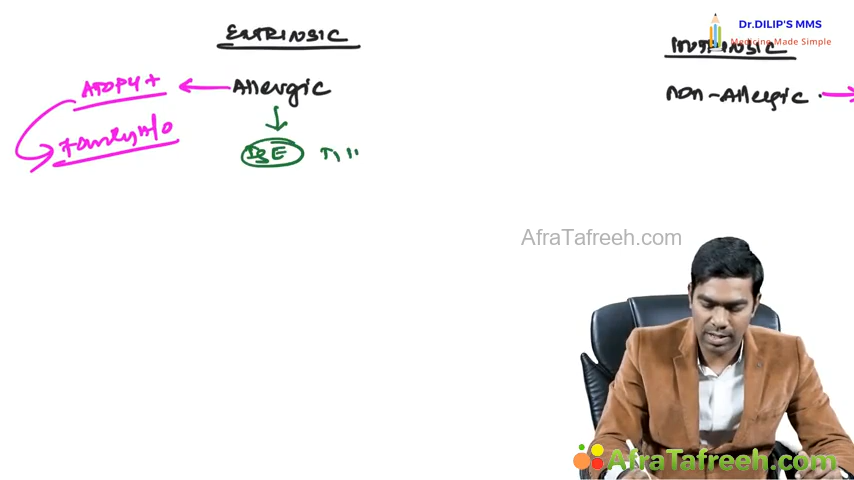 Dr.DILIP'S MMS
Medicine Made Simple
EXTRINSIC
INTRINSIC
ATOPY +
Allergic
non-Allergic
Family H/O
IgE
AfraTafreeh.com
AfraTafreeh.com